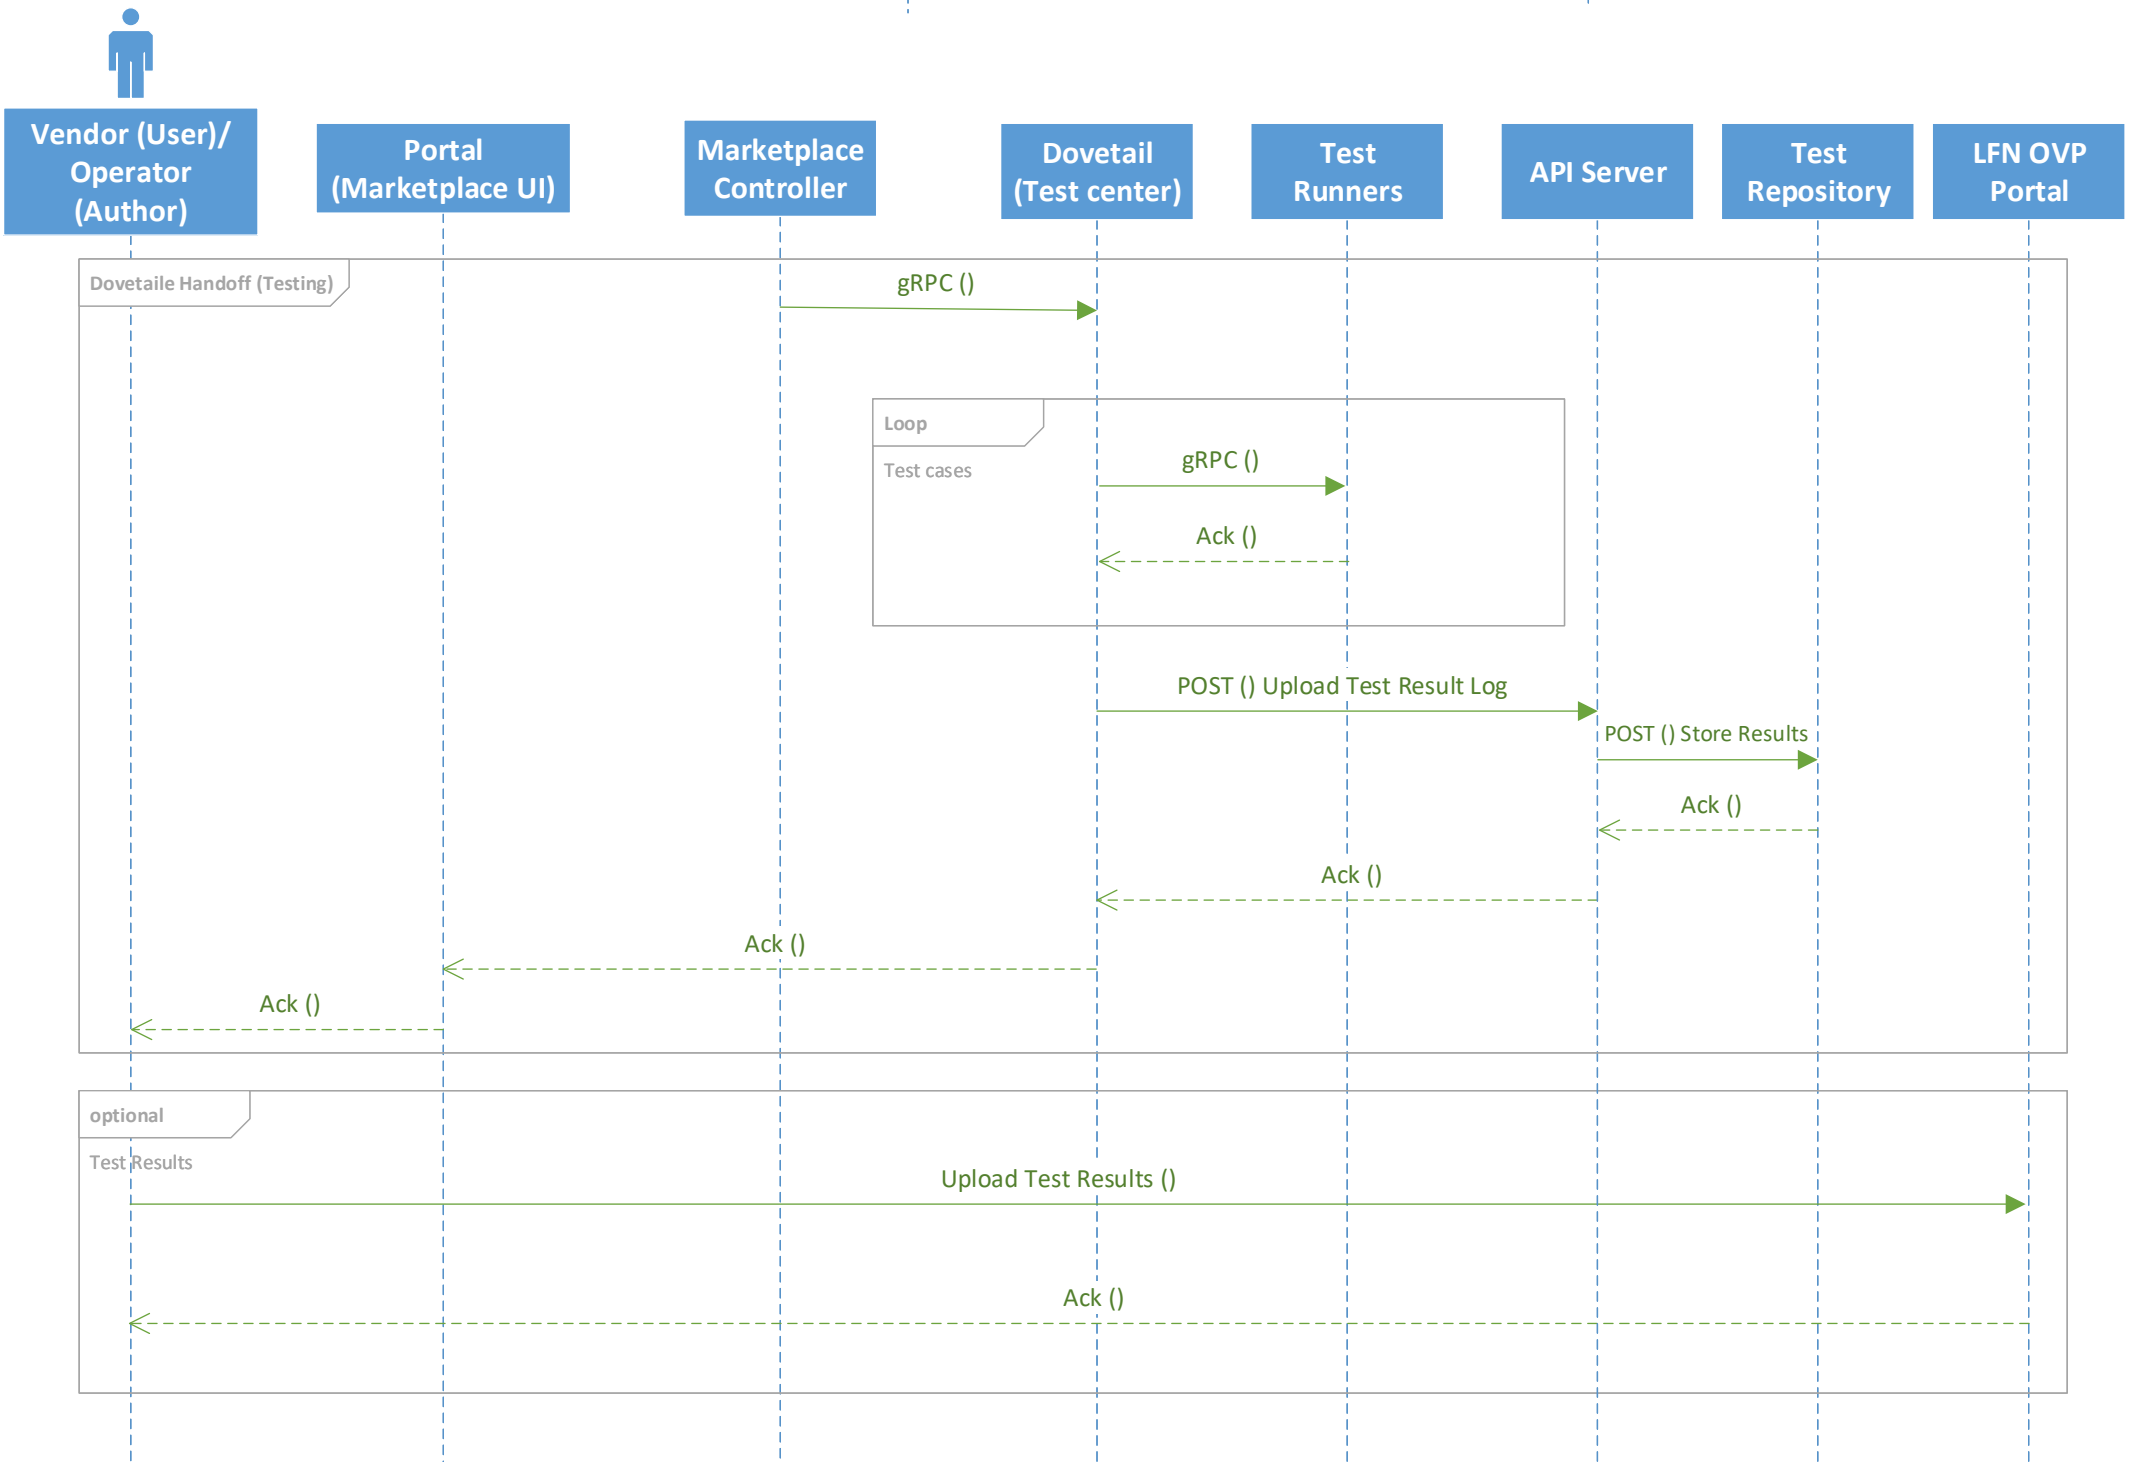 Vendor (User)/
Operator
(Author)
Portal
(Marketplace UI)
Marketplace
Controller
Dovetail
(Test center)
Test
Runners
API Server
Test
Repository
LFN OVP
Portal
Dovetaile Handoff (Testing)
gRPC ()
Loop
Test cases
gRPC ()
Ack ()
POST () Upload Test Result Log
POST () Store Results
Ack ()
Ack ()
Ack ()
Ack ()
optional
Test Results
Upload Test Results ()
Ack ()